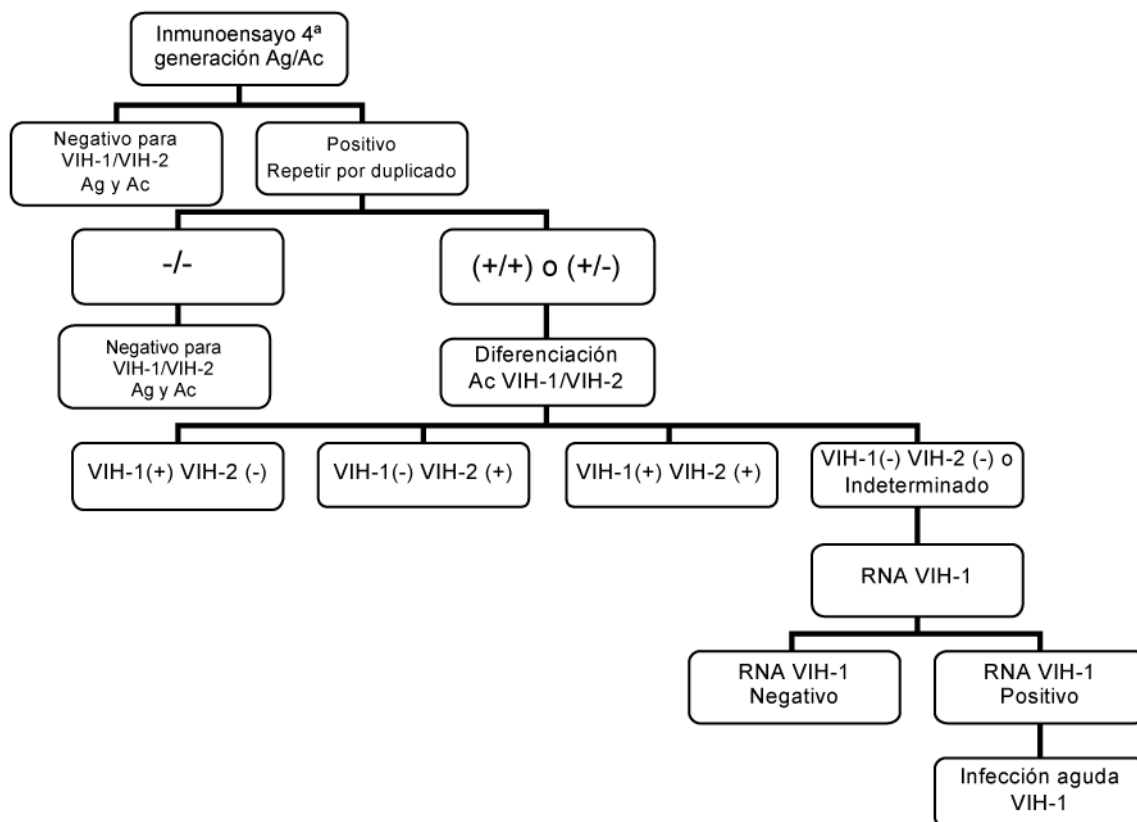 Inmunoensayo 4ª
generación Ag/Ac
Negativo para
VIH-1/VIH-2
Ag y Ac
Positivo
Repetir por duplicado
-/-
(+/+) o (+/-)
Negativo para
VIH-1/VIH-2
Ag y Ac
Diferenciación
Ac VIH-1/VIH-2
VIH-1(+) VIH-2 (-)
VIH-1(-) VIH-2 (+)
VIH-1(+) VIH-2 (+)
VIH-1(-) VIH-2 (-) o
Indeterminado
RNA VIH-1
RNA VIH-1
Negativo
RNA VIH-1
Positivo
Infección aguda
VIH-1